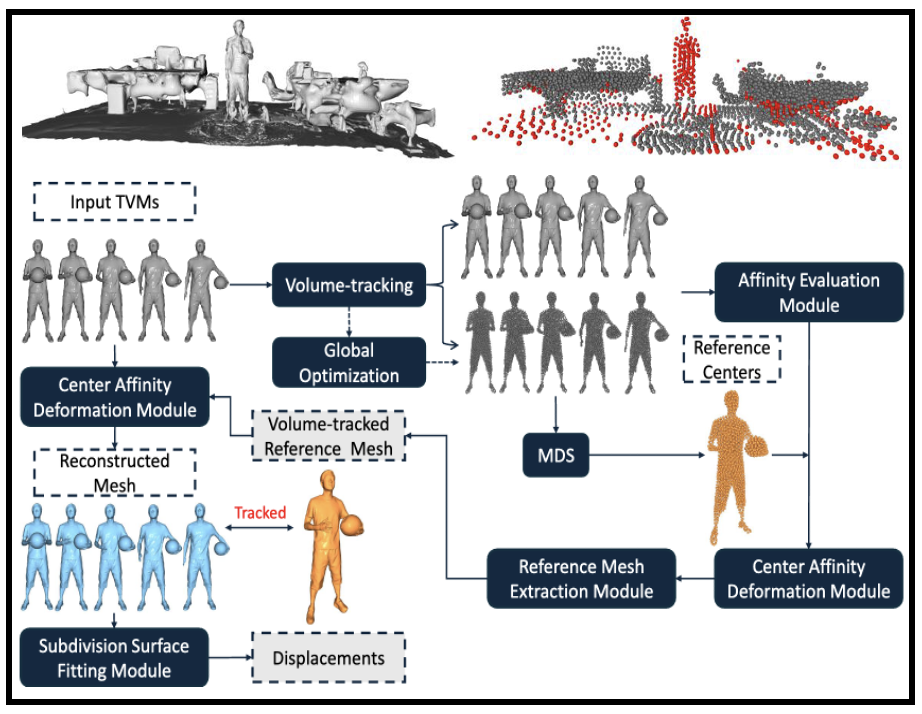 Input TVMs
Volume-tracking
Affinity Evaluation
Module
Global
Optimization
Reference
Centers
Center Affinity
Deformation Module
Volume-tracked
Reference Mesh
MDS
Reconstructed
Mesh
Tracked
Reference Mesh
Extraction Module
Center Affinity
Deformation Module
Subdivision Surface
Fitting Module
Displacements